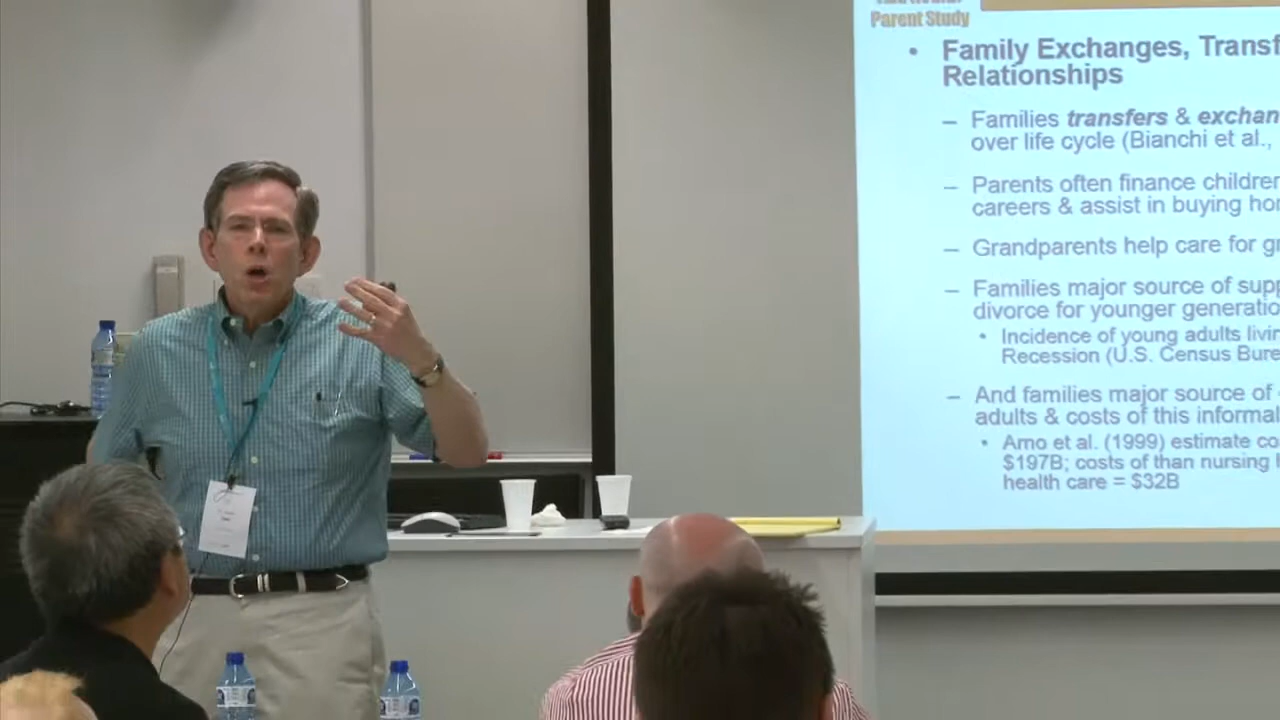 Parent Study
• Family Exchanges, Transf
Relationships
– Families transfers & exchan
over life cycle (Bianchi et al.,
– Parents often finance children
careers & assist in buying ho
– Grandparents help care for g
– Families major source of supp
divorce for younger generatio
• Incidence of young adults livin
Recession (U.S. Census Bure
– And families major source of
adults & costs of this informal
• Arno et al. (1999) estimate co
$197B; costs of than nursing
health care = $32B